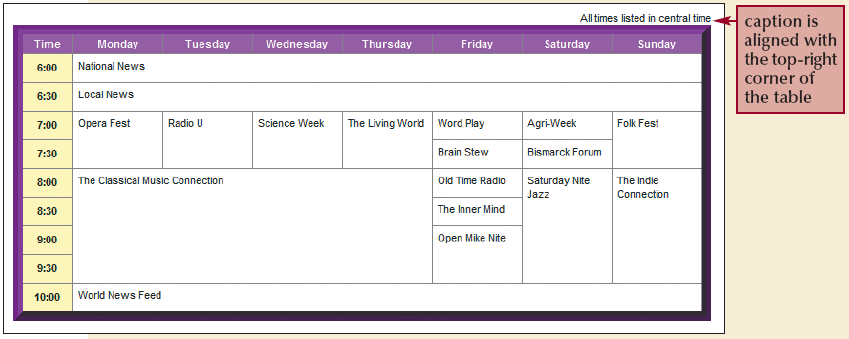 All times listed in central time
caption is
aligned with
the top-right
corner of
the table
Time Monday Tuesday Wednesday Thursday Friday Saturday Sunday
6:00 National News
6:30 Local News
7:00 Opera Fest Radio U Science Week The Living World Word Play Agri-Week Folk Fest
7:30 Brain Stew Bismarck Forum
8:00 The Classical Music Connection Old Time Radio Saturday Nite The Indie
Jazz Connection
8:30 The Inner Mind
9:00 Open Mike Nite
9:30
10:00 World News Feed